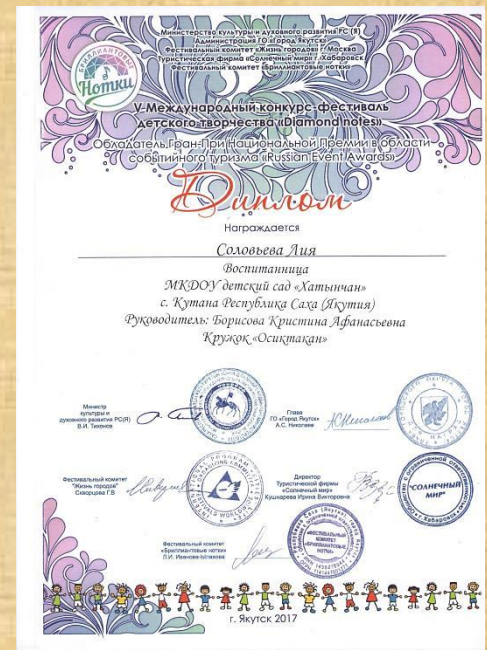 Министерство культуры и духовного развития РС (Я)
Администрация ГО «Город Якутск»
Фестивальный комитет «Жизнь городов» г. Москва
Туристическая фирма «Солнечный мир» г. Хабаровск
Фестивальный комитет «Бриллиантовые нотки»
БРИЛЛИАНТОВЫЕ
Нотки
V Международный конкурс-фестиваль
детского творчества «Diamond notes»
Обладатель Гран-При Национальной Премии в области
событийного туризма «Russian Event Awards»
Диплом
Награждается
Соловьева Лия
Воспитанница
МКДОУ детский сад «Хатынчан»
с. Кутана Республика Саха (Якутия)
Руководитель: Борисова Кристина Афанасьевна
Кружок «Осиктакан»
Министр
культуры и
духовного развития РС(Я)
В.И. Тихонов
Глава
ГО «Город Якутск»
А.С. Николаев
Фестивальный комитет
"Жизнь городов"
Скворцова Г.В
Директор
Туристической фирмы
«Солнечный мир»
Кушнарева Ирина Викторовна
"СОЛНЕЧНЫЙ
МИР"
Фестивальный комитет
«Бриллиантовые нотки»
Л.И. Иванова-
«ФЕСТИВАЛЬНЫЙ
КОМИТЕТ
«БРИЛЛИАНТОВЫЕ
НОТКИ»
г. Якутск 2017